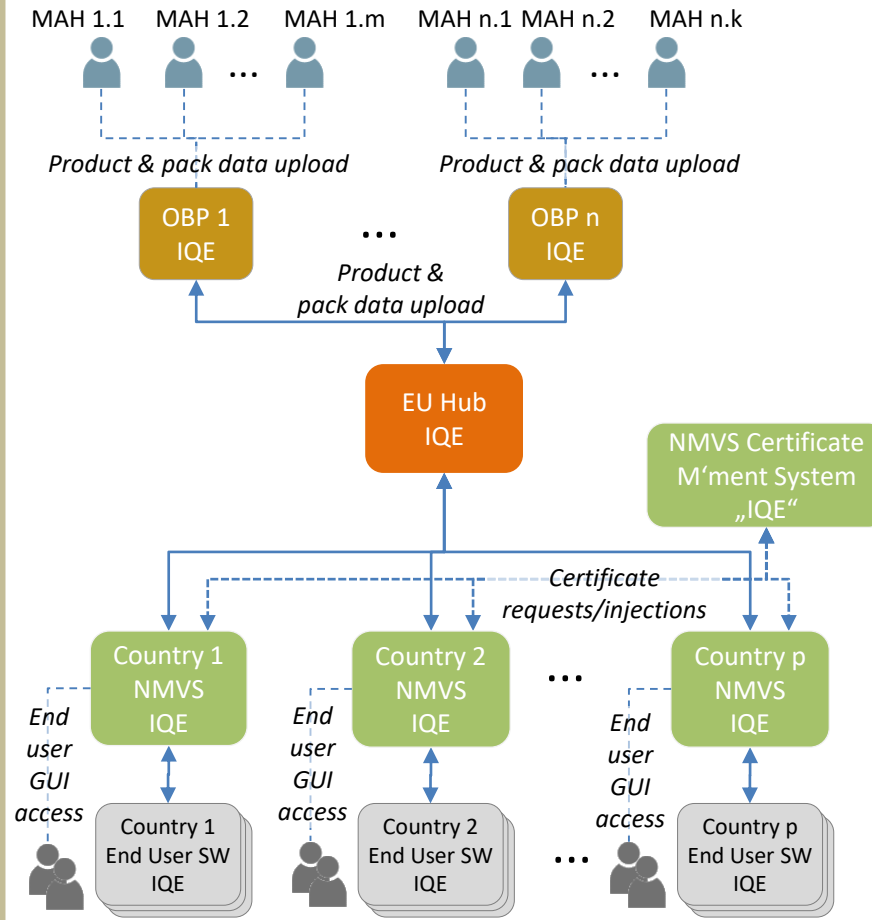 MAH 1.1 MAH 1.2 MAH 1.m MAH n.1 MAH n.2 MAH n.k
... ...
Product & pack data upload Product & pack data upload
OBP 1
IQE
...
OBP n
IQE
Product &
pack data upload
EU Hub
IQE
NMVS Certificate
M‘ment System
„IQE“
Certificate
requests/injections
Country 1
NMVS
IQE
Country 2
NMVS
IQE
...
Country p
NMVS
IQE
End
user
GUI
access
End
user
GUI
access
End
user
GUI
access
Country 1
End User SW
IQE
Country 2
End User SW
IQE
...
Country p
End User SW
IQE